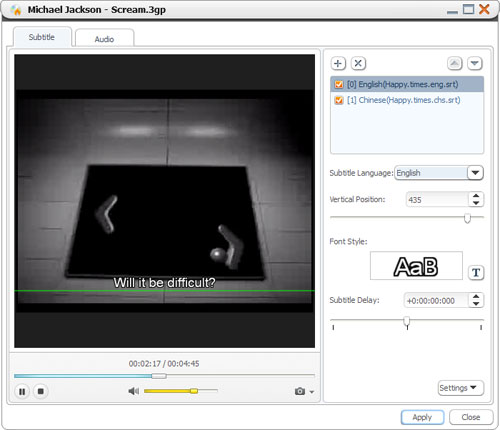 Michael Jackson - Scream.3gp
Subtitle
Audio
[0] English(Happy.times.eng.srt)
[1] Chinese(Happy.times.chs.srt)
Subtitle Language:
English
Vertical Position:
435
Font Style:
AaB
T
Will it be difficult?
Subtitle Delay:
+0:00:00:000
00:02:17 / 00:04:45
Settings
Apply
Close